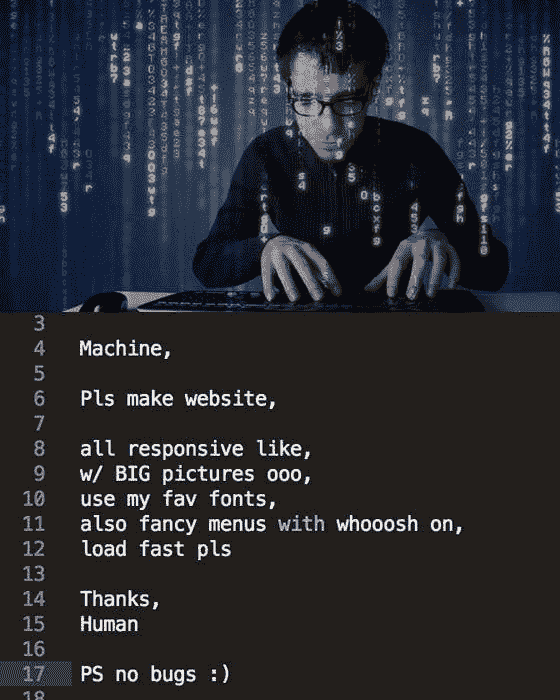 3
4 Machine,
5
6 Pls make website,
7
8 all responsive like,
9 w/ BIG pictures ooo,
10 use my fav fonts,
11 also fancy menus with whooosh on,
12 load fast pls
13
14 Thanks,
15 Human
16
17 PS no bugs :)
18